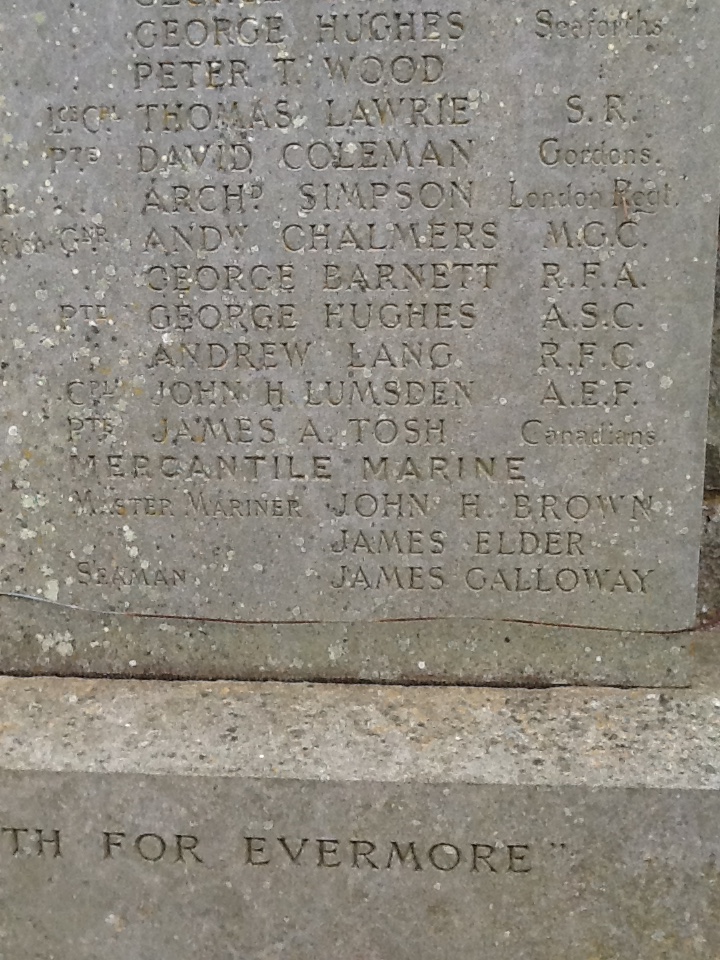 GEORGE HUGHES Seaforths.
PETER T. WOOD
LCE CPL THOMAS LAWRIE S.R.
PTE DAVID COLEMAN Gordons.
ARCHD. SIMPSON London Regt.
GNR ANDW. CHALMERS M.G.C.
GEORGE BARNETT R.F.A.
PTE GEORGE HUGHES A.S.C.
ANDREW LANG R.F.C.
CPL JOHN H. LUMSDEN A.E.F.
PTE JAMES A. TOSH Canadians.
MERCANTILE MARINE
MASTER MARINER JOHN H. BROWN
JAMES ELDER
SEAMAN JAMES GALLOWAY
TH FOR EVERMORE"